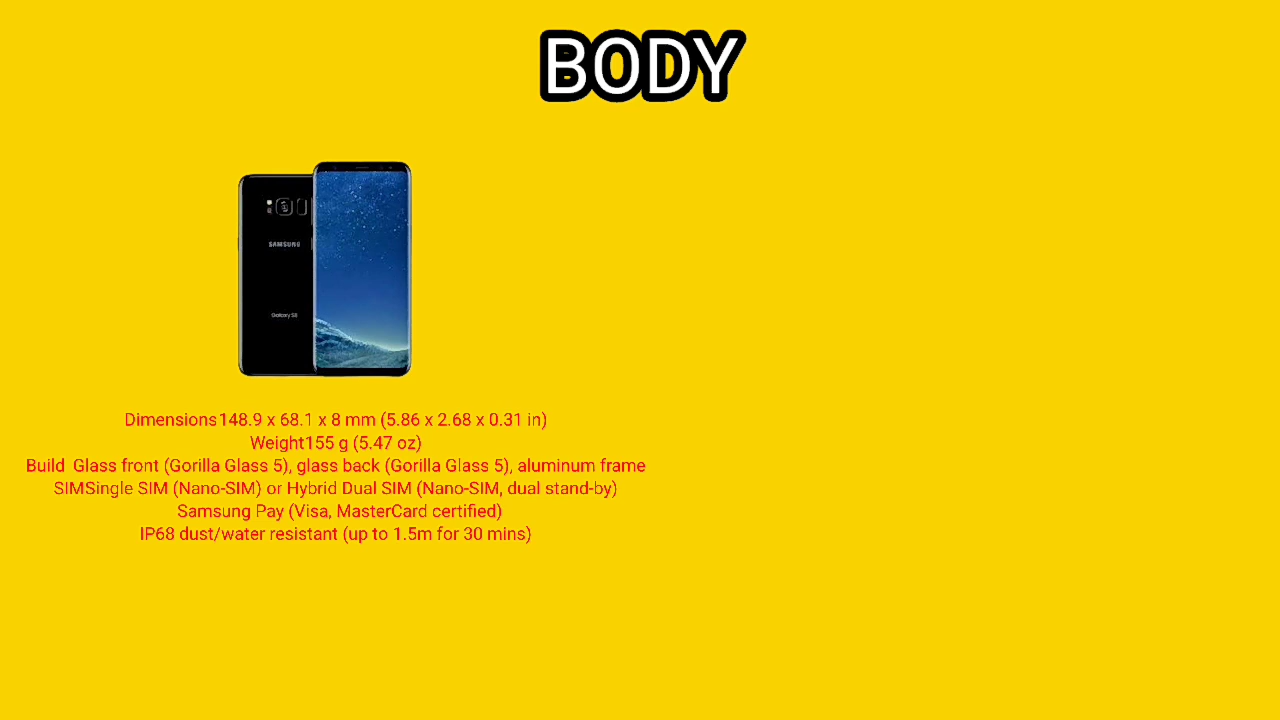 BODY
SAMSUNG
Galaxy S8
Dimensions148.9 x 68.1 x 8 mm (5.86 x 2.68 x 0.31 in)
Weight155 g (5.47 oz)
Build  Glass front (Gorilla Glass 5), glass back (Gorilla Glass 5), aluminum frame
SIMSingle SIM (Nano-SIM) or Hybrid Dual SIM (Nano-SIM, dual stand-by)
Samsung Pay (Visa, MasterCard certified)
IP68 dust/water resistant (up to 1.5m for 30 mins)